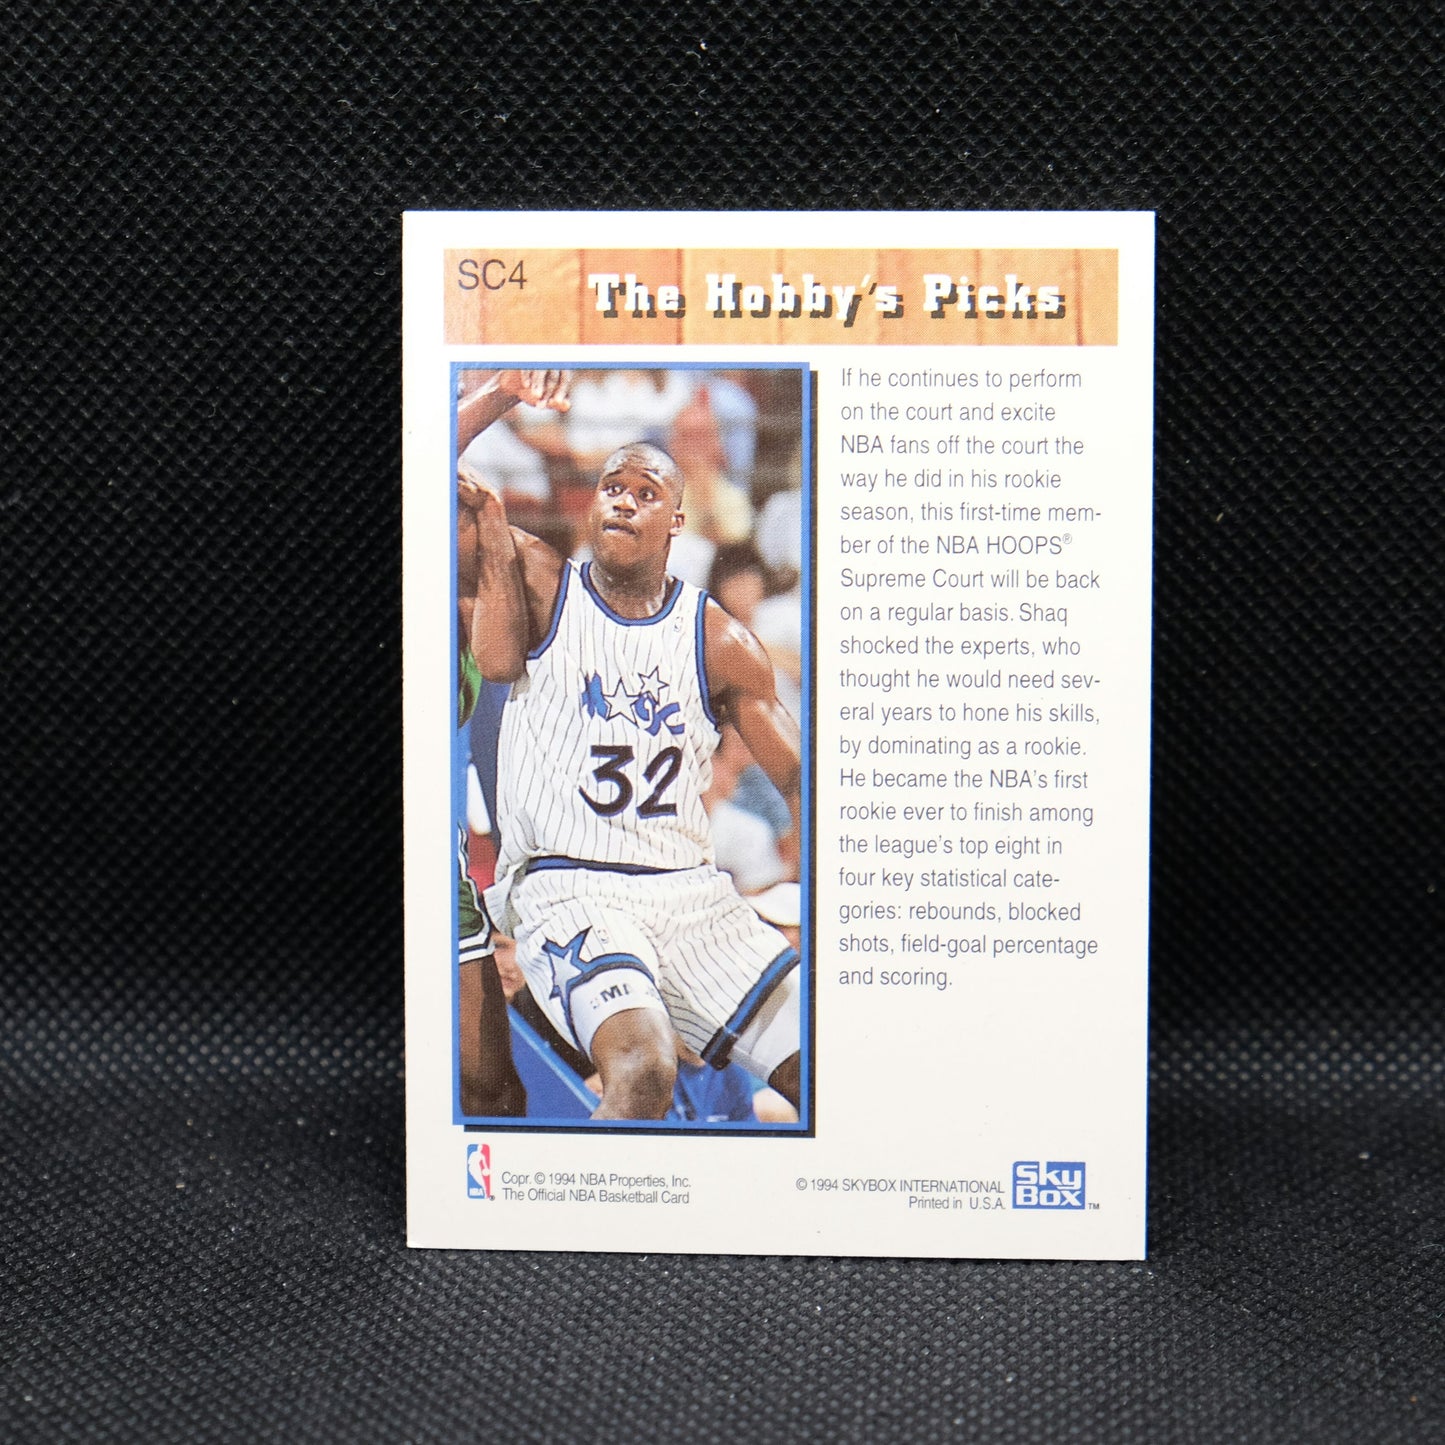 SC4
The Hobby's Picks
If he continues to perform
on the court and excite
NBA fans off the court the
way he did in his rookie
season, this first-time mem-
ber of the NBA HOOPS®
Supreme Court will be back
on a regular basis. Shaq
shocked the experts, who
thought he would need sev-
eral years to hone his skills,
by dominating as a rookie.
He became the NBA's first
rookie ever to finish among
the league's top eight in
four key statistical cate-
gories: rebounds, blocked
shots, field-goal percentage
and scoring.
Magic
32
NBA
Copr. © 1994 NBA Properties, Inc.
The Official NBA Basketball Card
© 1994 SKYBOX INTERNATIONAL
Printed in U.S.A.
SkyBox™